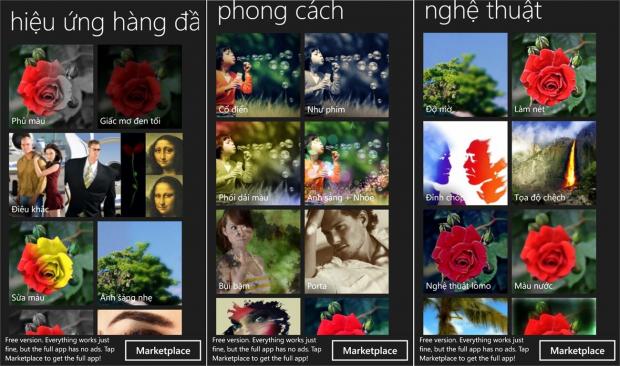 hiệu ứng hàng đầ
Phủ màu
Giấc mơ đen tối
Điêu khắc
Sửa màu
Ánh sáng nhẹ
Free version. Everything works just
fine, but the full app has no ads. Tap
Marketplace to get the full app!
Marketplace
phong cách
Cổ điển
Như phim
Phối dải màu
Ánh sáng + Nhòe
Bụi bặm
Porta
Free version. Everything works just
fine, but the full app has no ads. Tap
Marketplace to get the full app!
Marketplace
nghệ thuật
Độ mờ
Làm nét
Đỉnh chóp
Tọa độ chệch
Nghệ thuật lomo
Màu nước
Free version. Everything works just
fine, but the full app has no ads. Tap
Marketplace to get the full app!
Marketplace